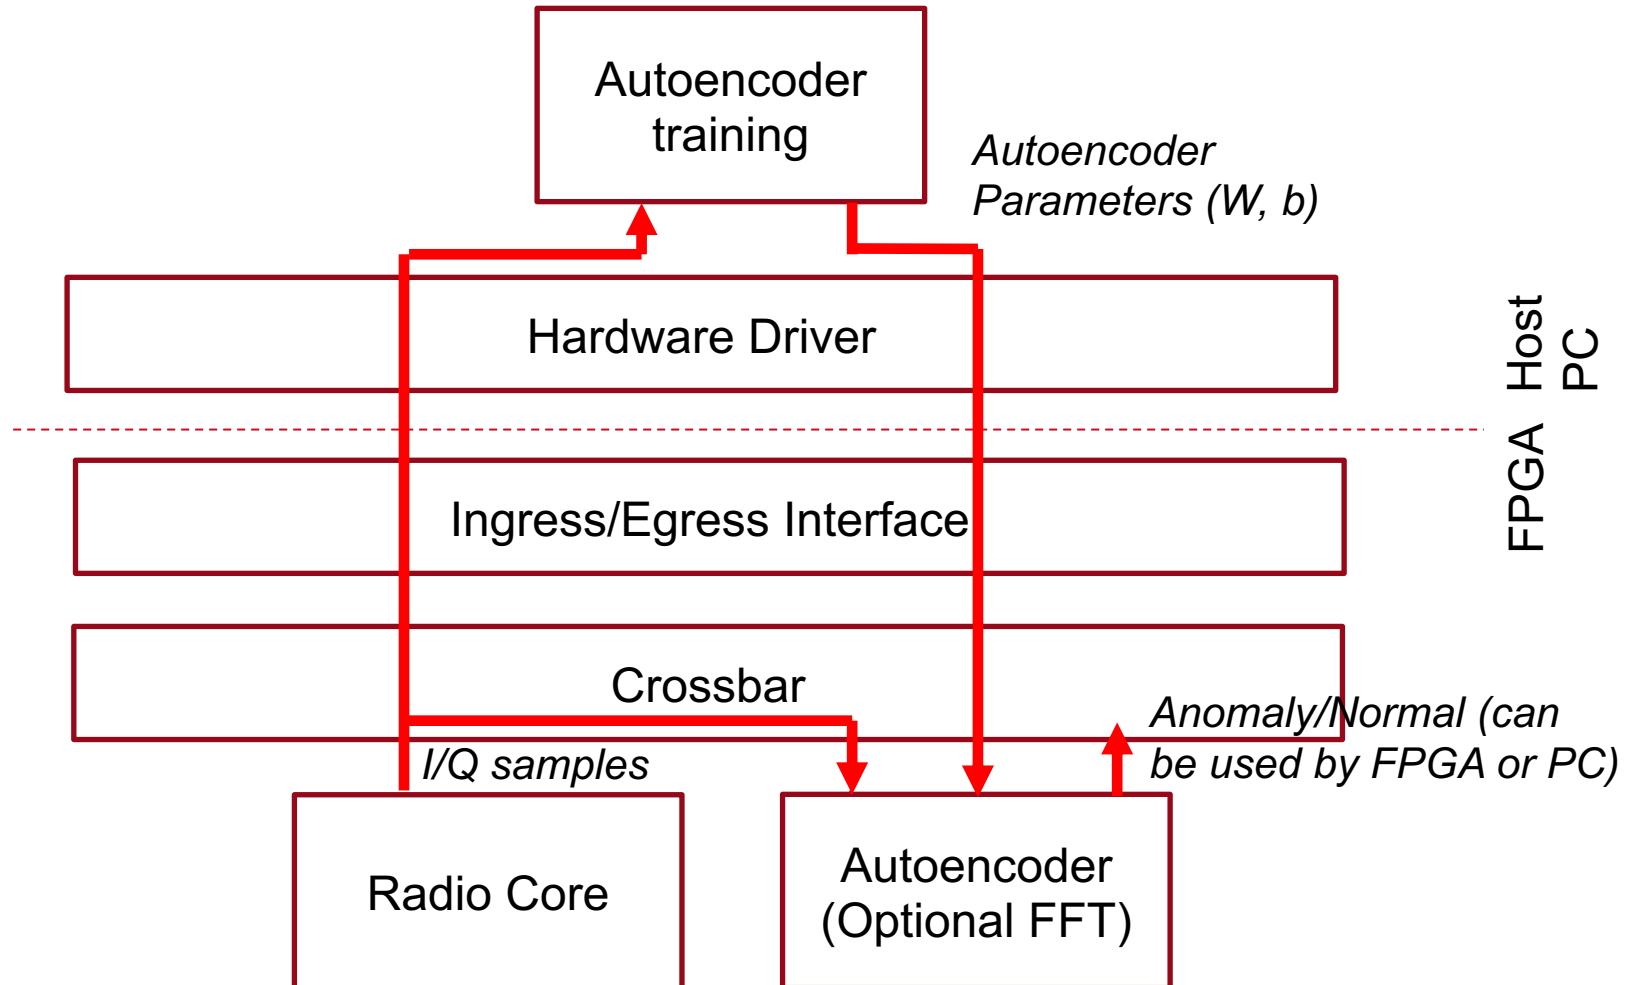 Autoencoder
training
Autoencoder
Parameters (W, b)
Hardware Driver
Host
PC
FPGA
Ingress/Egress Interface
Crossbar
Anomaly/Normal (can
be used by FPGA or PC)
I/Q samples
Radio Core
Autoencoder
(Optional FFT)